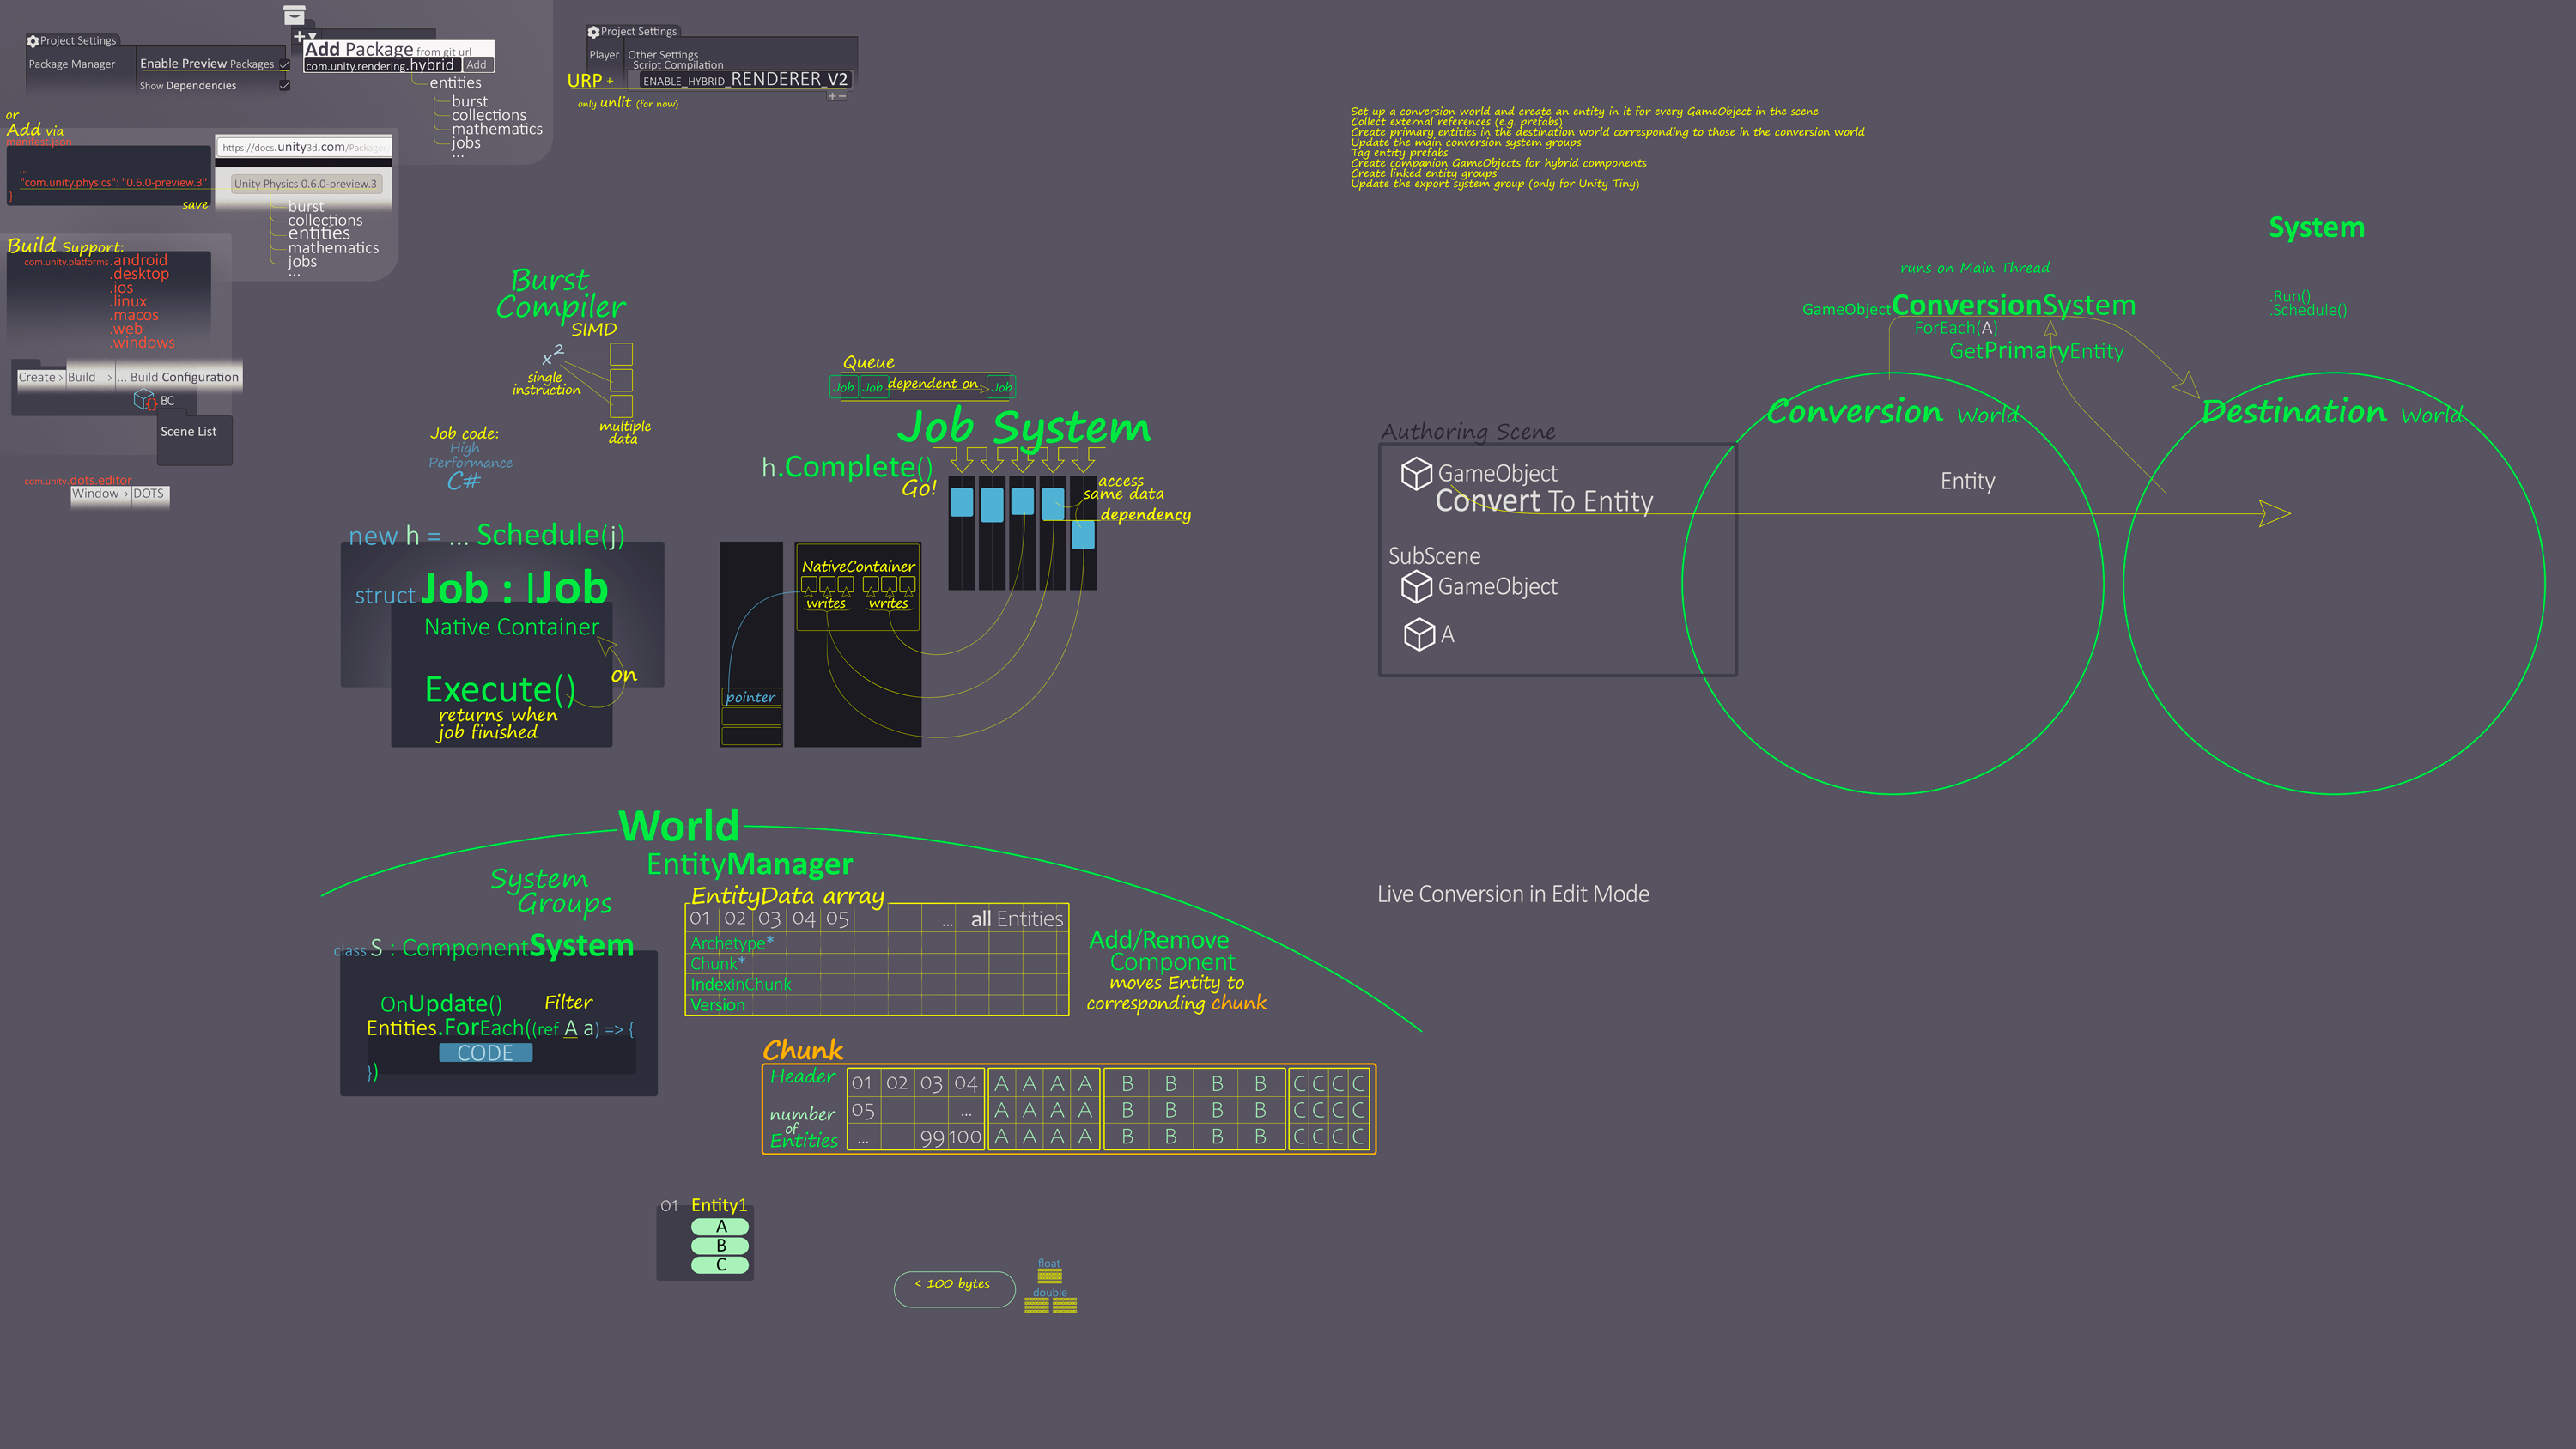 Project Settings
Package Manager
Enable Preview Packages
Show Dependencies
Add Package from git url
com.unity.rendering.hybrid Add
entities
burst
collections
mathematics
jobs
...
Project Settings
Player
Other Settings
Script Compilation
URP +
ENABLE_HYBRID_RENDERER_V2
only unlit (for now)
or
Add via
manifest.json
...
"com.unity.physics": "0.6.0-preview.3"
}
save
https://docs.unity3d.com/Package
Unity Physics 0.6.0-preview.3
burst
collections
entities
mathematics
jobs
...
Build Support:
com.unity.platforms.android
.desktop
.ios
.linux
.macos
.web
.windows
Create > Build > ... Build Configuration
{} BC
Scene List
com.unity.dots.editor
Window > DOTS
Burst
Compiler
SIMD
x²
single
instruction
multiple
data
Job code:
High
Performance
C#
new h = ... Schedule(j)
struct Job : IJob
Native Container
Execute()
on
returns when
job finished
Queue
Job Job dependent on Job
Job System
h.Complete()
Go!
access
same data
dependency
NativeContainer
writes writes
pointer
Set up a conversion world and create an entity in it for every GameObject in the scene
Collect external references (e.g. prefabs)
Create primary entities in the destination world corresponding to those in the conversion world
Update the main conversion system groups
Tag entity prefabs
Create companion GameObjects for hybrid components
Create linked entity groups
Update the export system group (only for Unity Tiny)
System
.Run()
.Schedule()
runs on Main Thread
GameObjectConversionSystem
ForEach(A)
GetPrimaryEntity
Conversion World
Destination World
Authoring Scene
GameObject
Convert To Entity
Entity
SubScene
GameObject
A
Live Conversion in Edit Mode
World
EntityManager
System
Groups
class S : ComponentSystem
OnUpdate() Filter
Entities.ForEach((ref A a) => {
CODE
})
EntityData array
01 02 03 04 05 ... all Entities
Archetype*
Chunk*
IndexInChunk
Version
Add/Remove
Component
moves Entity to
corresponding chunk
Chunk
Header 01 02 03 04 A A A A B B B B C C C C
number of Entities
05 ... A A A A B B B B C C C C
... 99 100 A A A A B B B B C C C C
01 Entity1
A
B
C
< 100 bytes
float
double